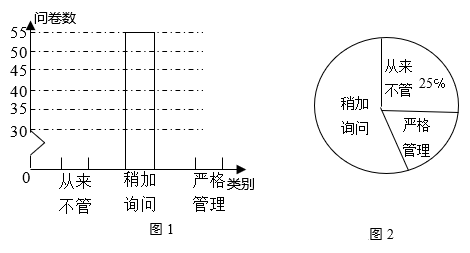 问卷数
55
50
45
40
35
30
0
从来
不管
稍加
询问
严格
管理
类别
图 1
从来
不管
25%
稍加
询问
严格
管理
图 2